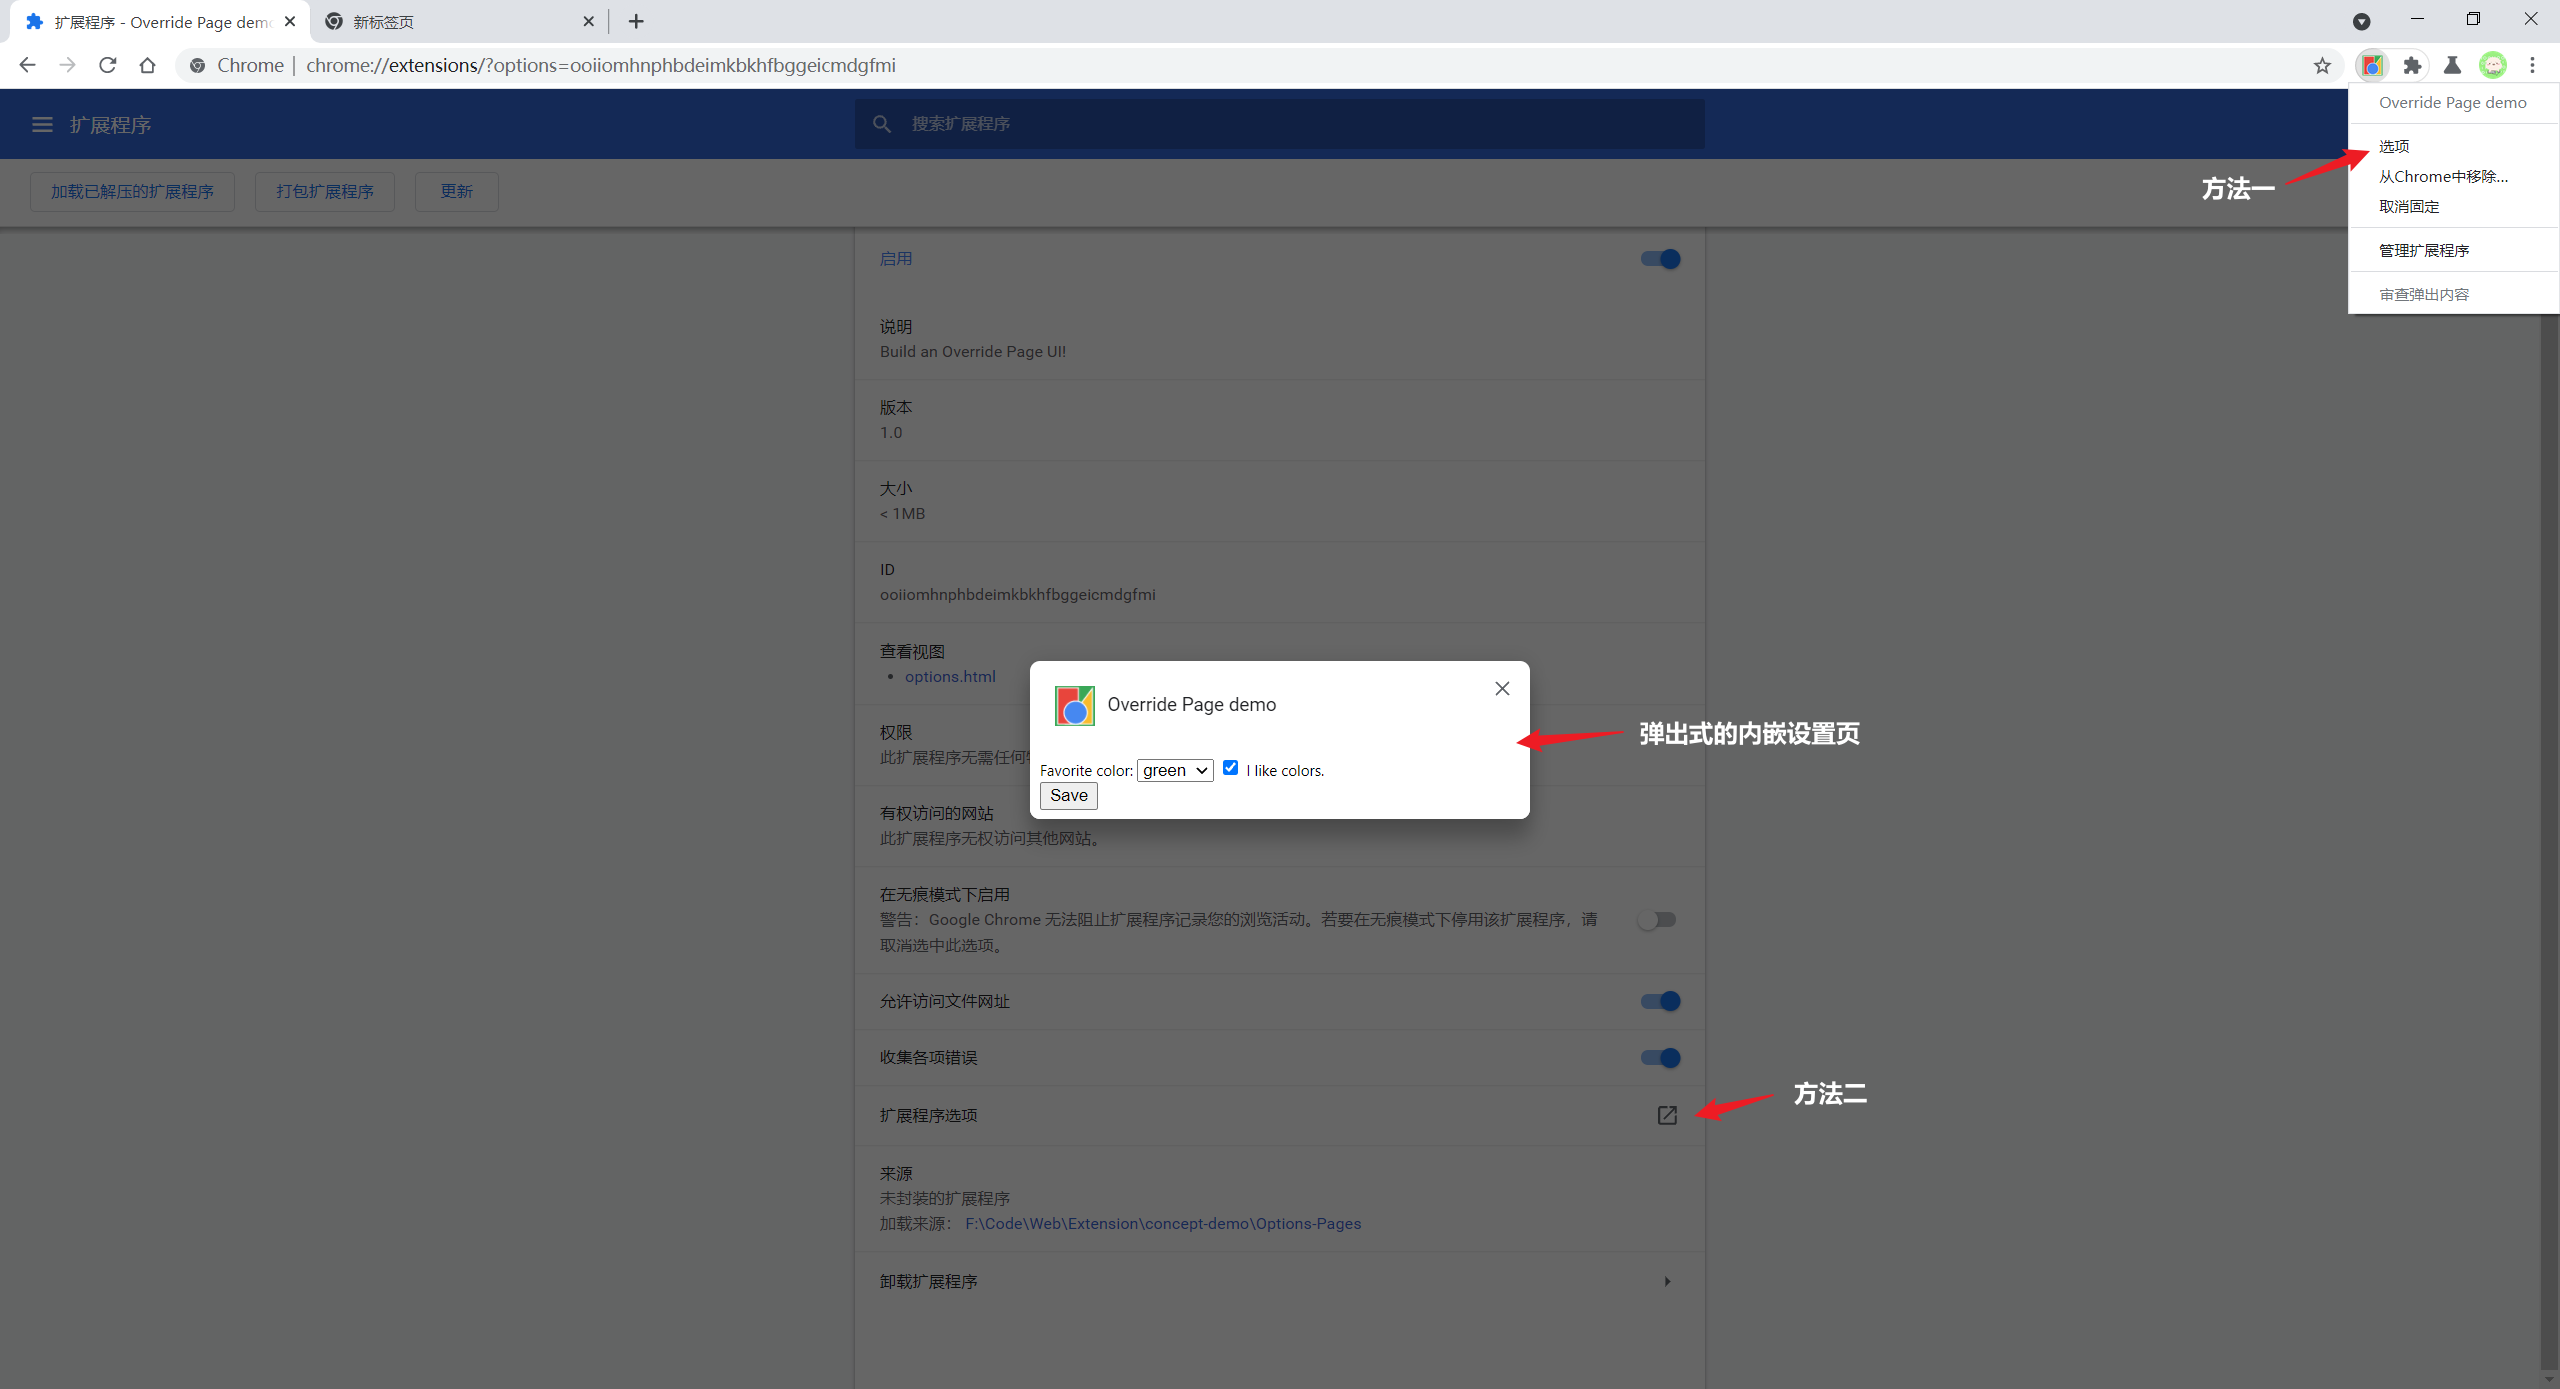 扩展程序 - Override Page dem
新标签页
Chrome | chrome://extensions/?options=ooiiomhnphbdeimkbkhfbggeicmdgfmi
扩展程序
搜索扩展程序
Override Page demo
选项
从Chrome中移除...
取消固定
管理扩展程序
审查弹出内容
方法一
加载已解压的扩展程序
打包扩展程序
更新
启用
说明
Build an Override Page UI!
版本
1.0
大小
< 1MB
ID
ooiiomhnphbdeimkbkhfbggeicmdgfmi
查看视图
• options.html
Override Page demo
弹出式的内嵌设置页
权限
此扩展程序无需任何
Favorite color: green I like colors.
Save
有权访问的网站
此扩展程序无权访问其他网站。
在无痕模式下启用
警告：Google Chrome 无法阻止扩展程序记录您的浏览活动。若要在无痕模式下停用该扩展程序，请
取消选中此选项。
允许访问文件网址
收集各项错误
方法二
扩展程序选项
来源
未封装的扩展程序
加载来源： F:\Code\Web\Extension\concept-demo\Options-Pages
卸载扩展程序